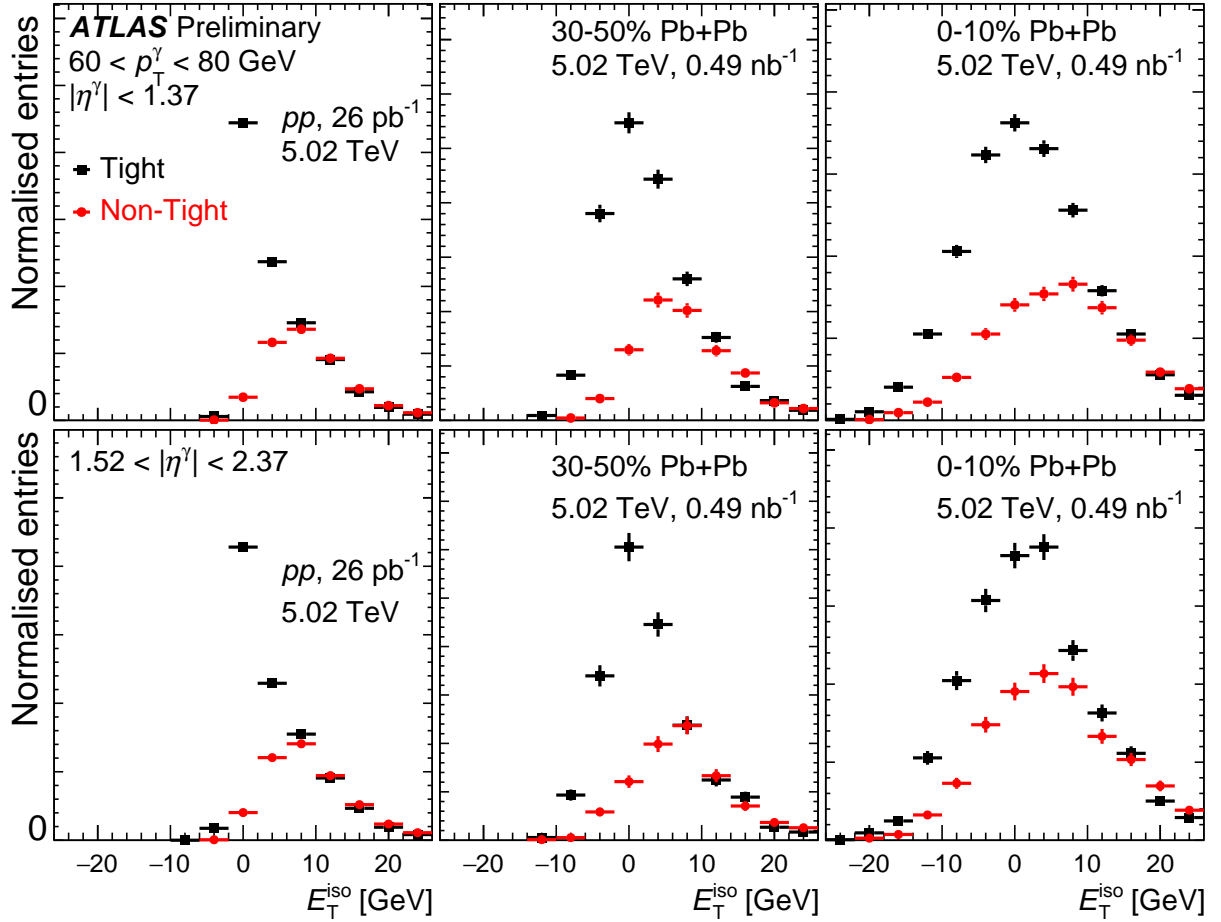 ATLAS Preliminary
60 < p_T^γ < 80 GeV
|η^γ| < 1.37
pp, 26 pb⁻¹
5.02 TeV
Tight
Non-Tight
Normalised entries
0
30-50% Pb+Pb
5.02 TeV, 0.49 nb⁻¹
0-10% Pb+Pb
5.02 TeV, 0.49 nb⁻¹
1.52 < |η^γ| < 2.37
pp, 26 pb⁻¹
5.02 TeV
Normalised entries
0
30-50% Pb+Pb
5.02 TeV, 0.49 nb⁻¹
0-10% Pb+Pb
5.02 TeV, 0.49 nb⁻¹
−20 −10 0 10 20
E_T^iso [GeV]
−20 −10 0 10 20
E_T^iso [GeV]
−20 −10 0 10 20
E_T^iso [GeV]